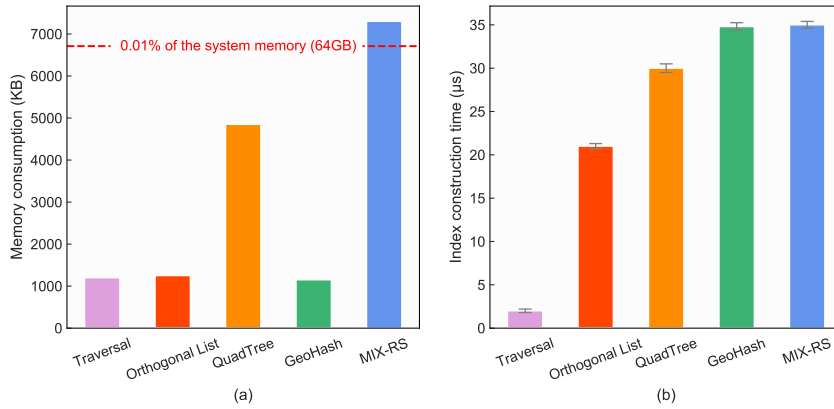 Memory consumption (KB)
7000
6000
5000
4000
3000
2000
1000
0
0.01% of the system memory (64GB)
Traversal
Orthogonal List
QuadTree
GeoHash
MIX-RS
(a)
Index construction time (μs)
35
30
25
20
15
10
5
0
Traversal
Orthogonal List
QuadTree
GeoHash
MIX-RS
(b)